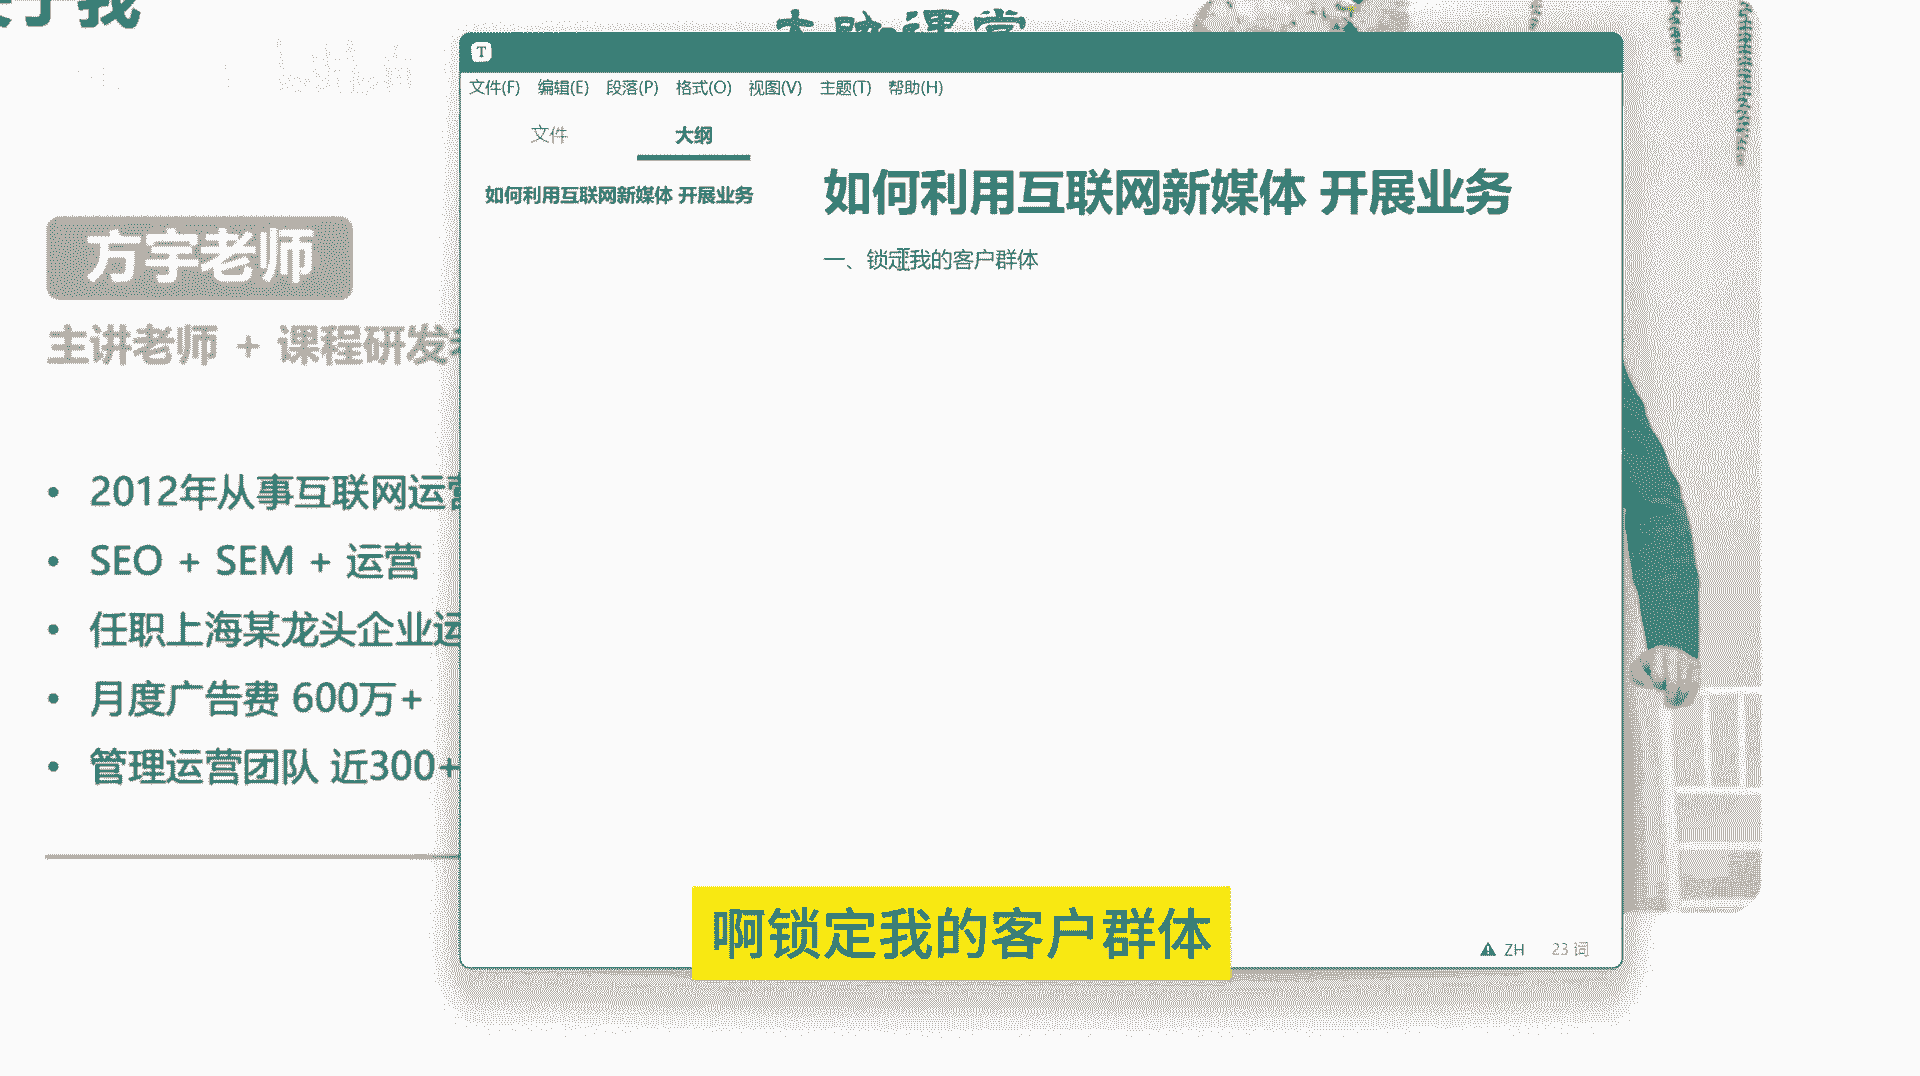 大脑课堂
T
文件(F) 编辑(E) 段落(P) 格式(O) 视图(V) 主题(T) 帮助(H)
文件 大纲
如何利用互联网新媒体 开展业务
如何利用互联网新媒体 开展业务
一、锁定我的客户群体
方宇老师
主讲老师 + 课程研发
• 2012年从事互联网运营
• SEO + SEM + 运营
• 任职上海某龙头企业运
• 月度广告费 600万+
• 管理运营团队 近300+
啊锁定我的客户群体
ZH 23 词